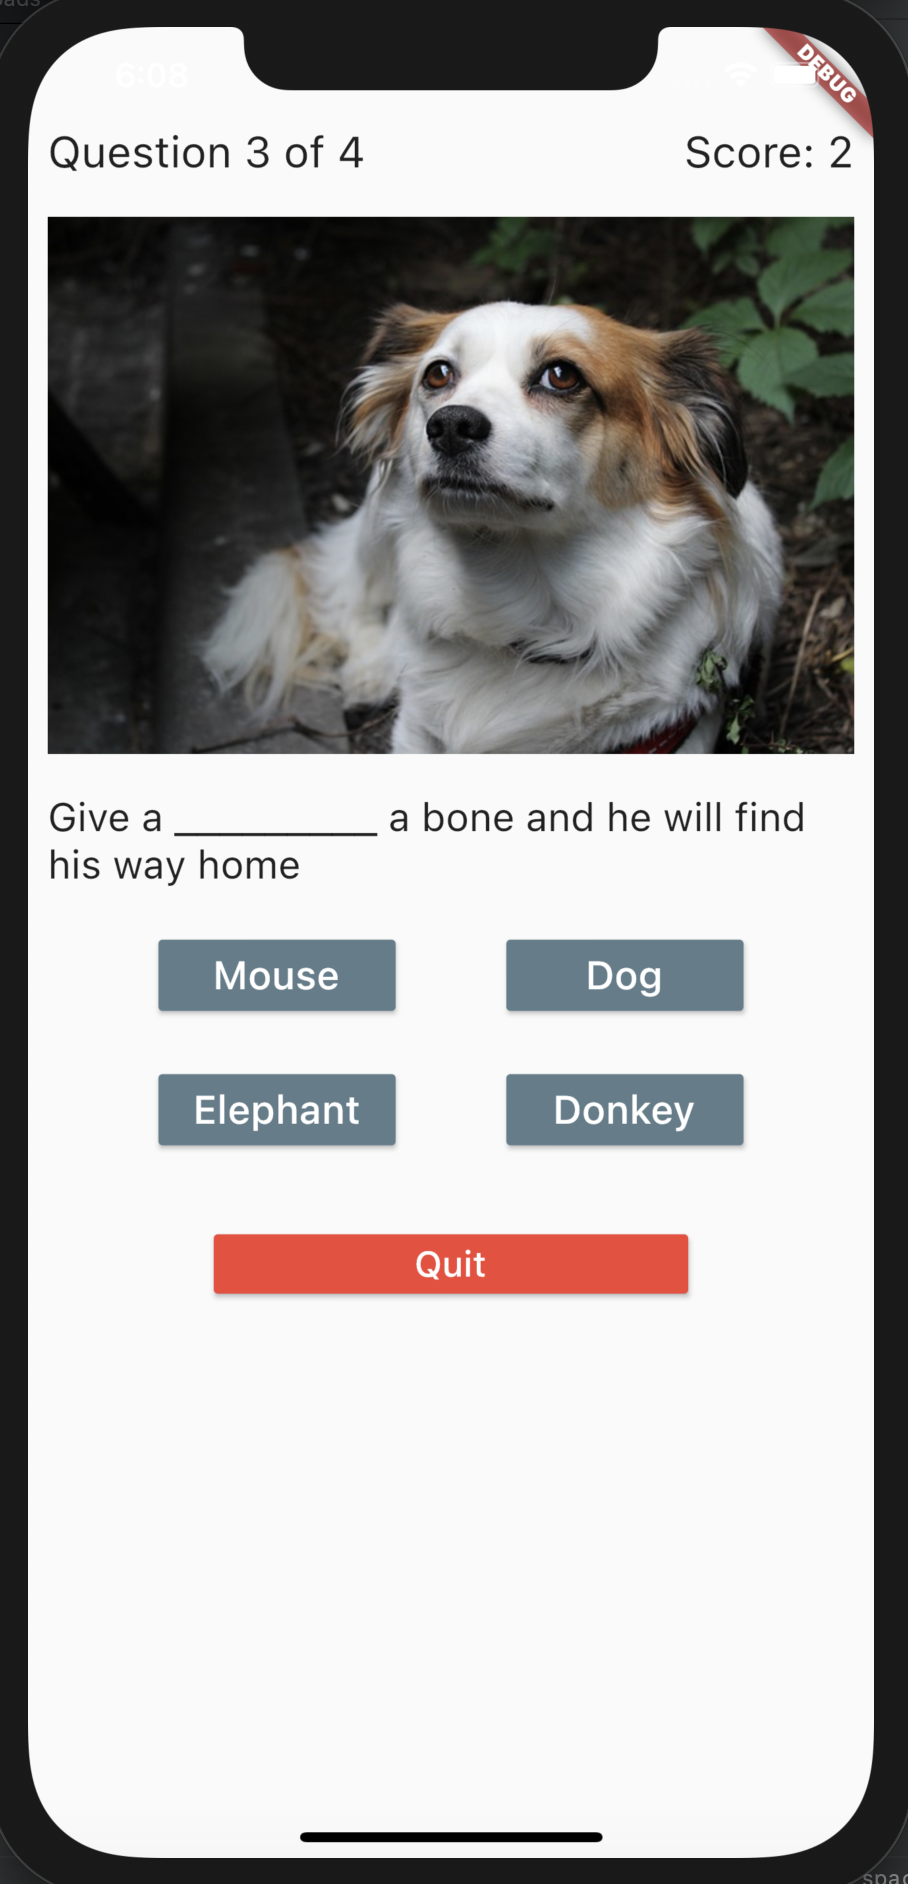 6:08
DEBUG
Question 3 of 4
Score: 2
Give a __________ a bone and he will find
his way home
Mouse
Dog
Elephant
Donkey
Quit